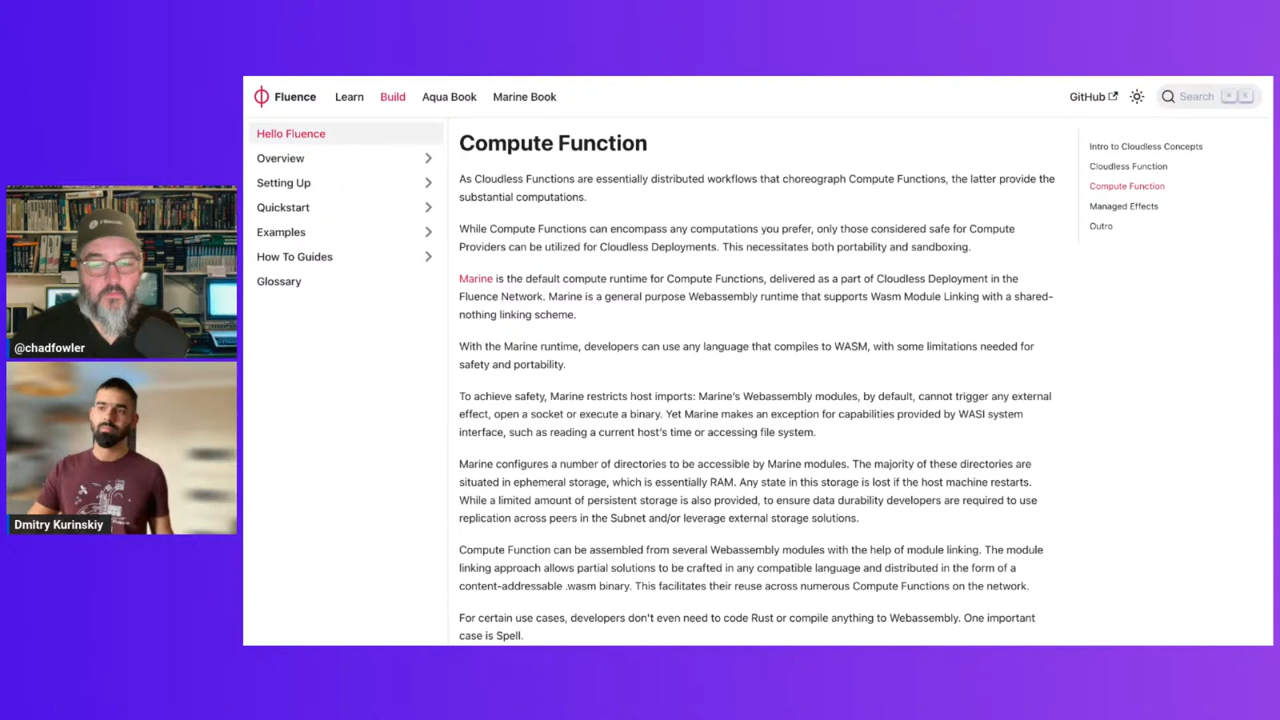 Fluence
Learn
Build
Aqua Book
Marine Book
GitHub
Search
Hello Fluence
Overview
Setting Up
Quickstart
Examples
How To Guides
Glossary
Compute Function
As Cloudless Functions are essentially distributed workflows that choreograph Compute Functions, the latter provide the
substantial computations.
While Compute Functions can encompass any computations you prefer, only those considered safe for Compute
Providers can be utilized for Cloudless Deployments. This necessitates both portability and sandboxing.
Marine is the default compute runtime for Compute Functions, delivered as a part of Cloudless Deployment in the
Fluence Network. Marine is a general purpose Webassembly runtime that supports Wasm Module Linking with a shared-
nothing linking scheme.
With the Marine runtime, developers can use any language that compiles to WASM, with some limitations needed for
safety and portability.
To achieve safety, Marine restricts host imports: Marine's Webassembly modules, by default, cannot trigger any external
effect, open a socket or execute a binary. Yet Marine makes an exception for capabilities provided by WASI system
interface, such as reading a current host's time or accessing file system.
Marine configures a number of directories to be accessible by Marine modules. The majority of these directories are
situated in ephemeral storage, which is essentially RAM. Any state in this storage is lost if the host machine restarts.
While a limited amount of persistent storage is also provided, to ensure data durability developers are required to use
replication across peers in the Subnet and/or leverage external storage solutions.
Compute Function can be assembled from several Webassembly modules with the help of module linking. The module
linking approach allows partial solutions to be crafted in any compatible language and distributed in the form of a
content-addressable .wasm binary. This facilitates their reuse across numerous Compute Functions on the network.
For certain use cases, developers don't even need to code Rust or compile anything to Webassembly. One important
case is Spell.
Intro to Cloudless Concepts
Cloudless Function
Compute Function
Managed Effects
Outro
@chadfowler
Dmitry Kurinskiy